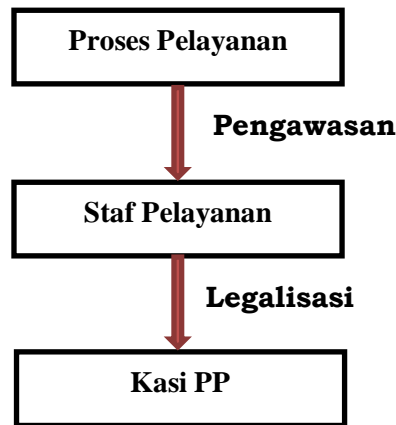 Proses Pelayanan
Pengawasan
Staf Pelayanan
Legalisasi
Kasi PP